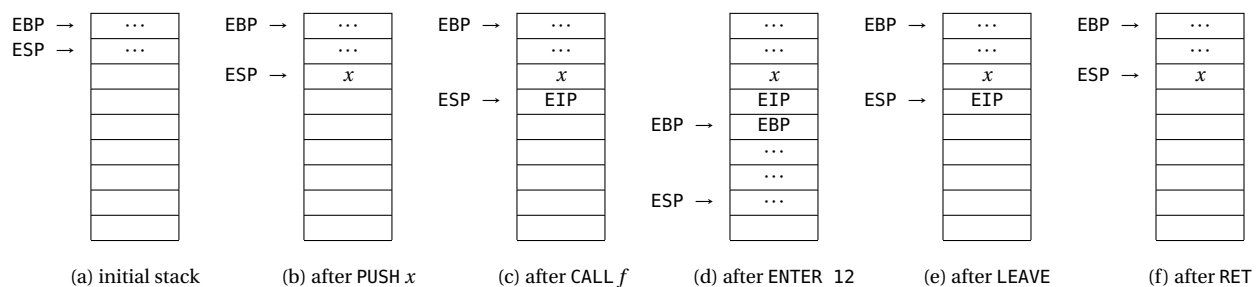 EBP → ··· EBP → ··· EBP → ··· ··· EBP → ··· EBP → ···
ESP → ··· ··· ··· ··· ··· ···
ESP → x x x x ESP → x
ESP → EIP EIP ESP → EIP
EBP → EBP
···
···
ESP → ···
(a) initial stack (b) after PUSH x (c) after CALL f (d) after ENTER 12 (e) after LEAVE (f) after RET